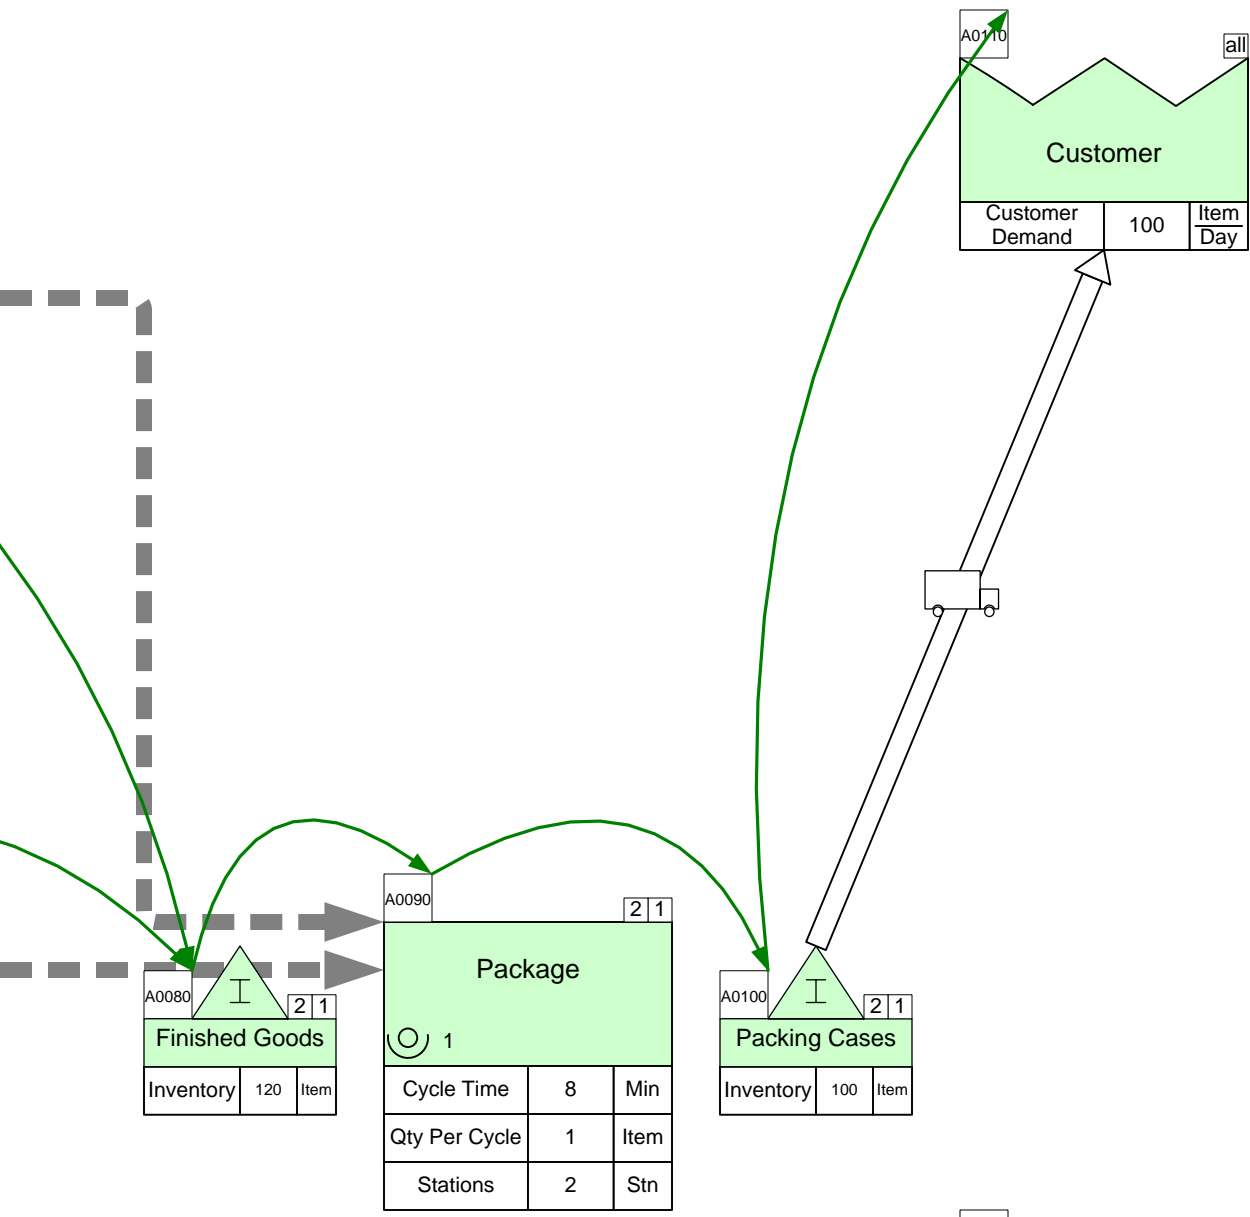 A0110
all
Customer
Customer
Demand
100
Item
Day
A0090
2 1
Package
1
Cycle Time 8 Min
Qty Per Cycle 1 Item
Stations 2 Stn
A0080
I
2 1
Finished Goods
Inventory 120 Item
A0100
I
2 1
Packing Cases
Inventory 100 Item